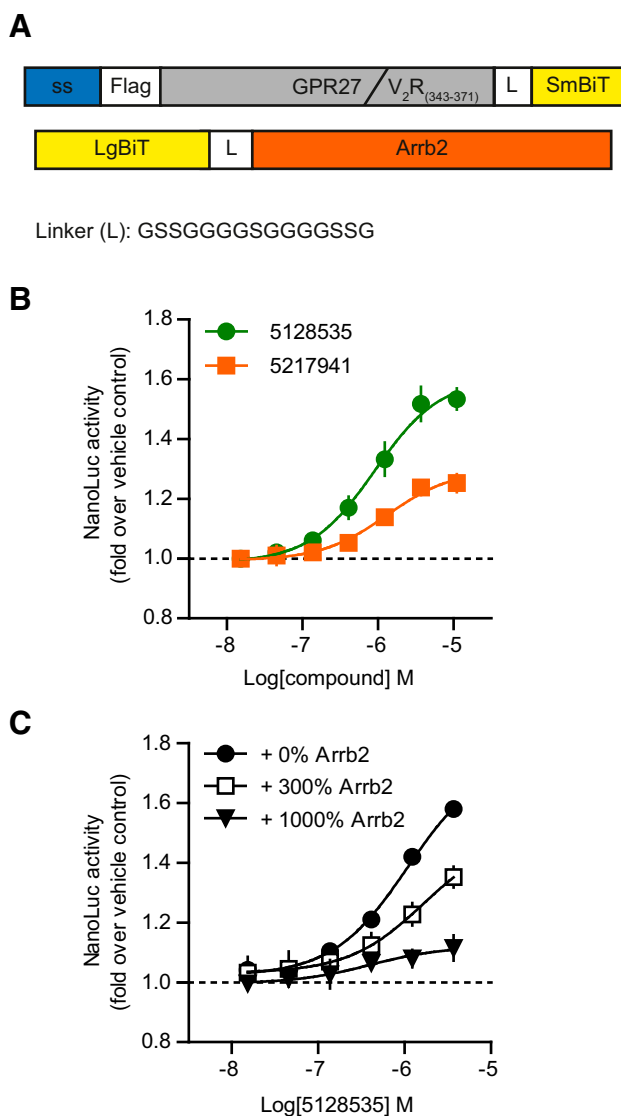 A
ss Flag GPR27 / V₂R₍₃₄₃₋₃₇₁₎ L SmBiT
LgBiT L Arrb2
Linker (L): GSSGGGGSGGGGSSG
B
1.8
1.6
1.4
1.2
1.0
0.8
NanoLuc activity
(fold over vehicle control)
5128535
5217941
-8 -7 -6 -5
Log[compound] M
C
1.8
1.6
1.4
1.2
1.0
0.8
NanoLuc activity
(fold over vehicle control)
+ 0% Arrb2
+ 300% Arrb2
+ 1000% Arrb2
-8 -7 -6 -5
Log[5128535] M